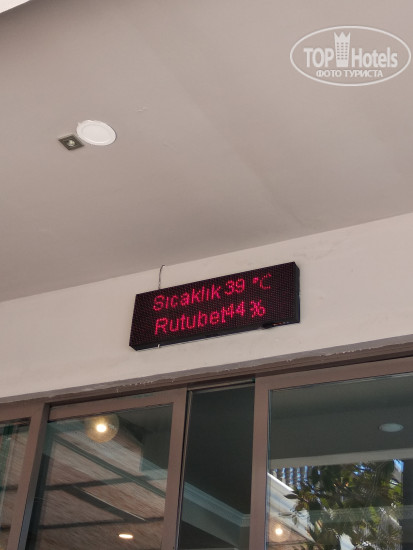 TOP Hotels
ФОТО ТУРИСТА
Sıcaklık 39 °C
Rutubet44 %